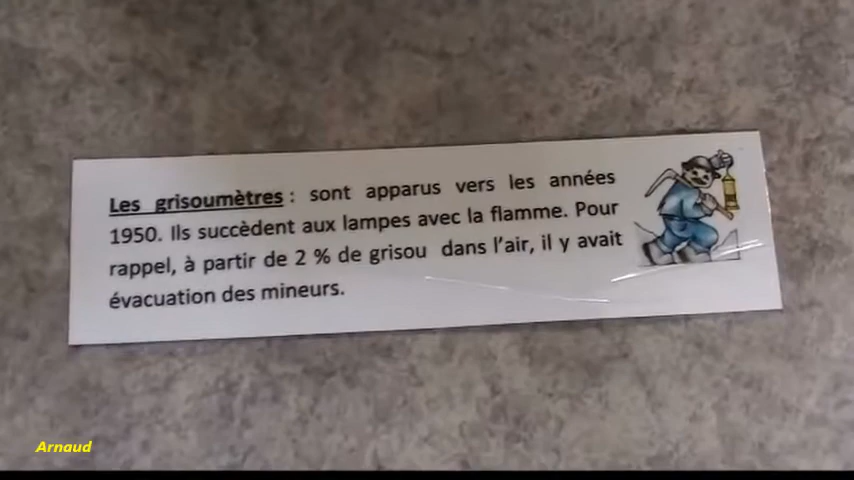 Les grisoumètres : sont apparus vers les années
1950. Ils succèdent aux lampes avec la flamme. Pour
rappel, à partir de 2 % de grisou dans l'air, il y avait
évacuation des mineurs.
Arnaud